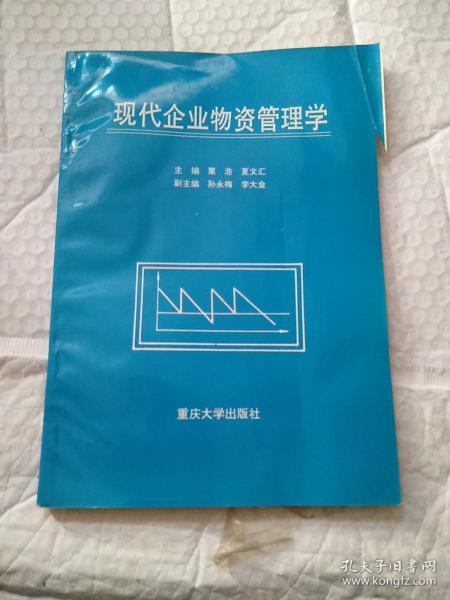 现代企业物资管理学
主 编 粟 浩 夏文汇
副主编 孙永梅 李大金
重庆大学出版社
孔夫子旧书网
www.kongfz.com